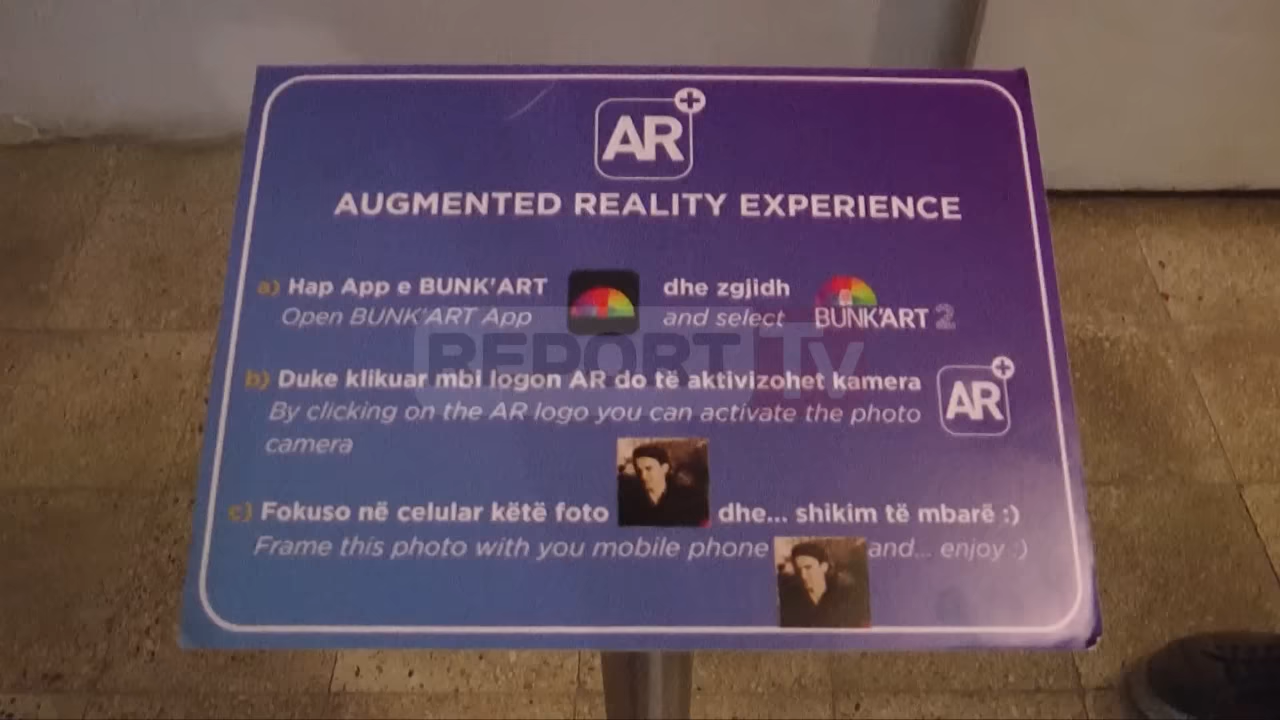 AR+
AUGMENTED REALITY EXPERIENCE
a) Hap App e BUNK'ART dhe zgjidh
Open BUNK'ART App and select BUNK'ART 2
REPORT Tv
b) Duke klikuar mbi logon AR do të aktivizohet kamera
By clicking on the AR logo you can activate the photo
camera
AR+
c) Fokuso në celular këtë foto dhe... shikim të mbarë :)
Frame this photo with you mobile phone and... enjoy :)